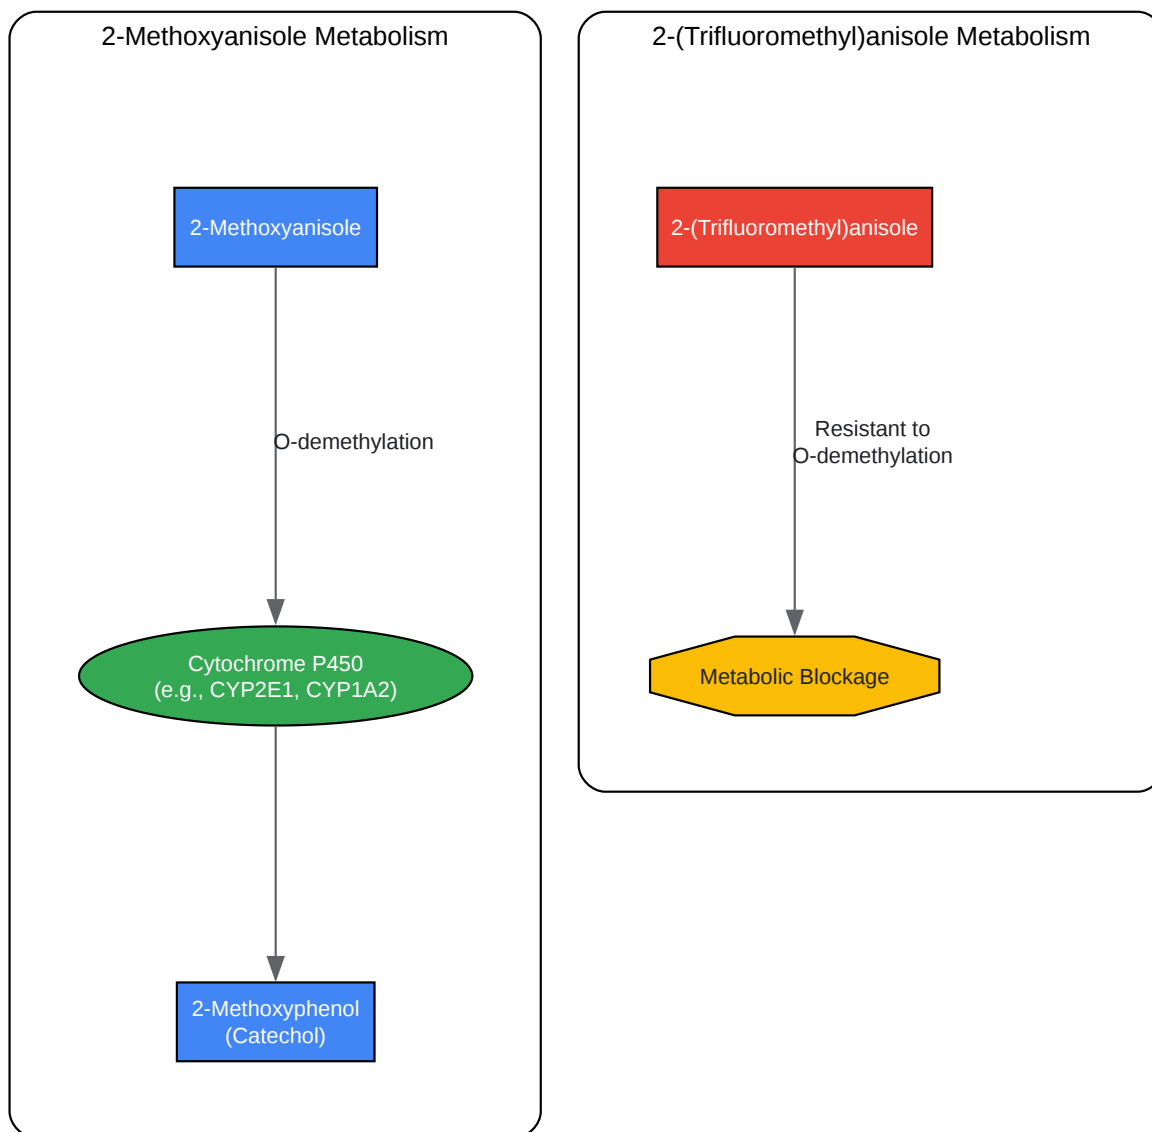 2-Methoxyanisole Metabolism
2-Methoxyanisole
O-demethylation
Cytochrome P450
(e.g., CYP2E1, CYP1A2)
2-Methoxyphenol
(Catechol)
2-(Trifluoromethyl)anisole Metabolism
2-(Trifluoromethyl)anisole
Resistant to
O-demethylation
Metabolic Blockage